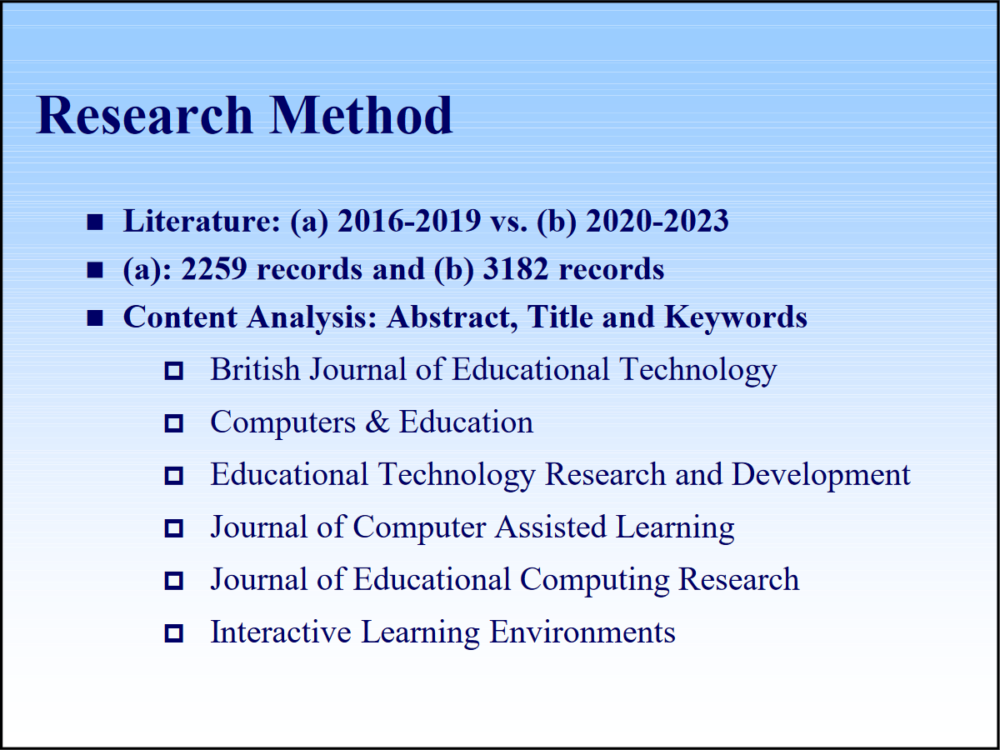 Research Method
Literature: (a) 2016-2019 vs. (b) 2020-2023
(a): 2259 records and (b) 3182 records
Content Analysis: Abstract, Title and Keywords
British Journal of Educational Technology
Computers & Education
Educational Technology Research and Development
Journal of Computer Assisted Learning
Journal of Educational Computing Research
Interactive Learning Environments